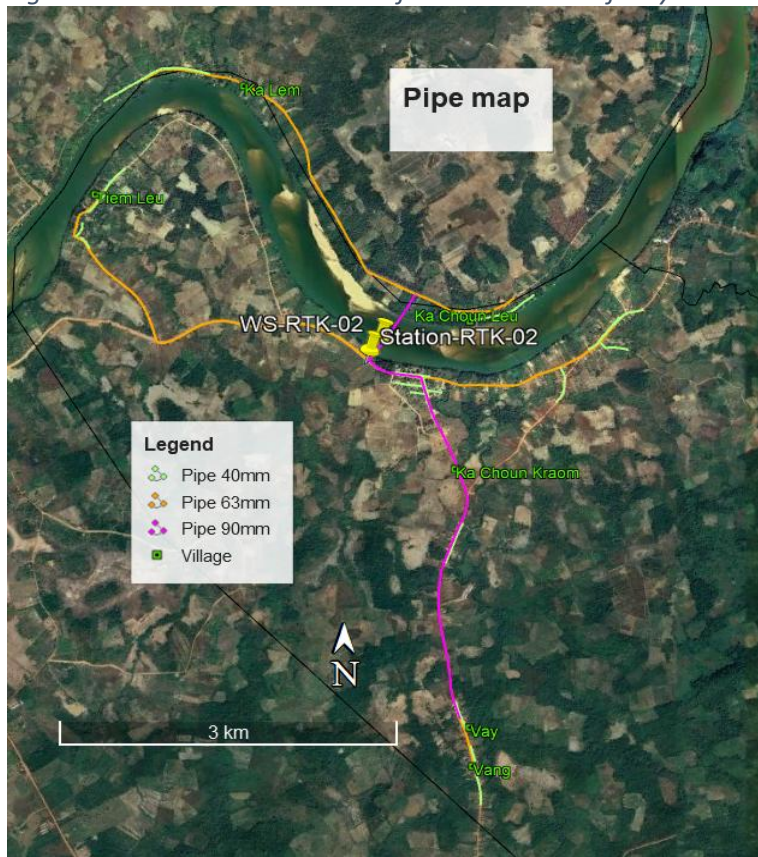 Pipe map
Ka Lem
Tiem Leu
Ka Choun Leu
WS-RTK-02
Station-RTK-02
Legend
Pipe 40mm
Pipe 63mm
Pipe 90mm
Village
Ka Choun Kraom
N
3 km
Vay
Vang